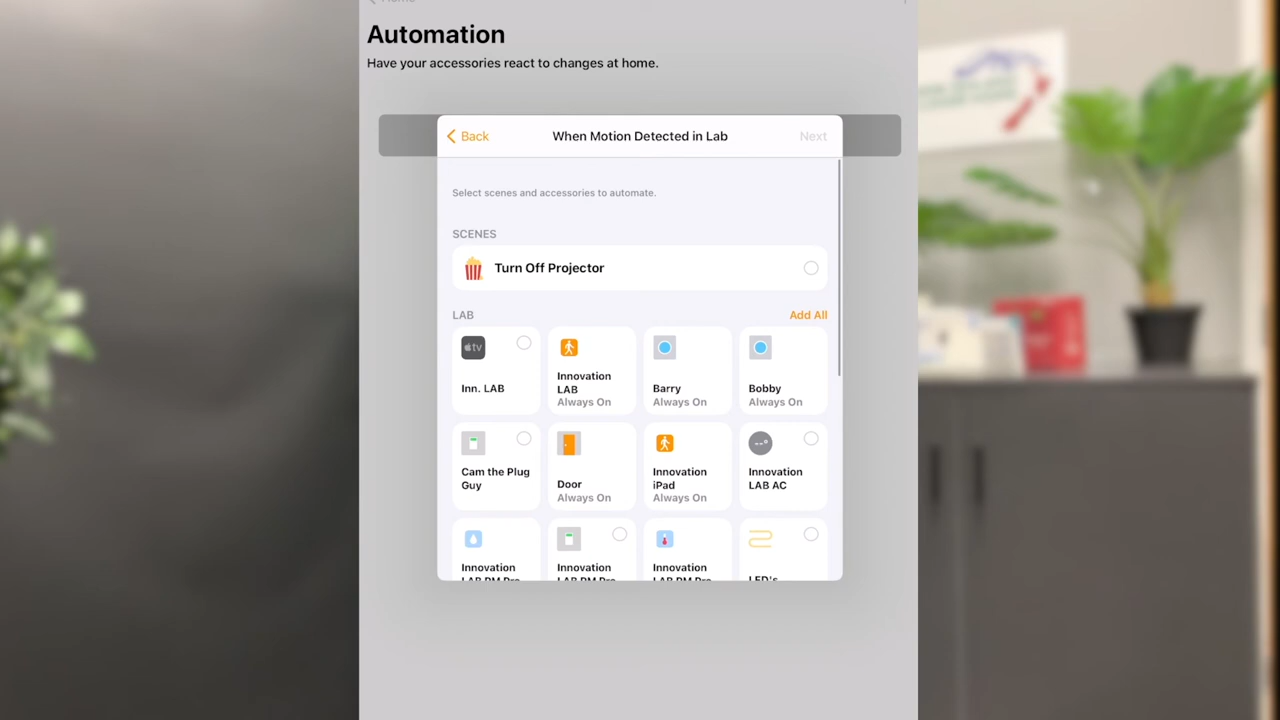 Automation
Have your accessories react to changes at home.
Back
When Motion Detected in Lab
Next
Select scenes and accessories to automate.
SCENES
Turn Off Projector
LAB
Add All
tv
Inn. LAB
Innovation
LAB
Always On
Barry
Always On
Bobby
Always On
Cam the Plug
Guy
Door
Always On
Innovation
iPad
Always On
Innovation
LAB AC
Innovation
Innovation
Innovation
LED's